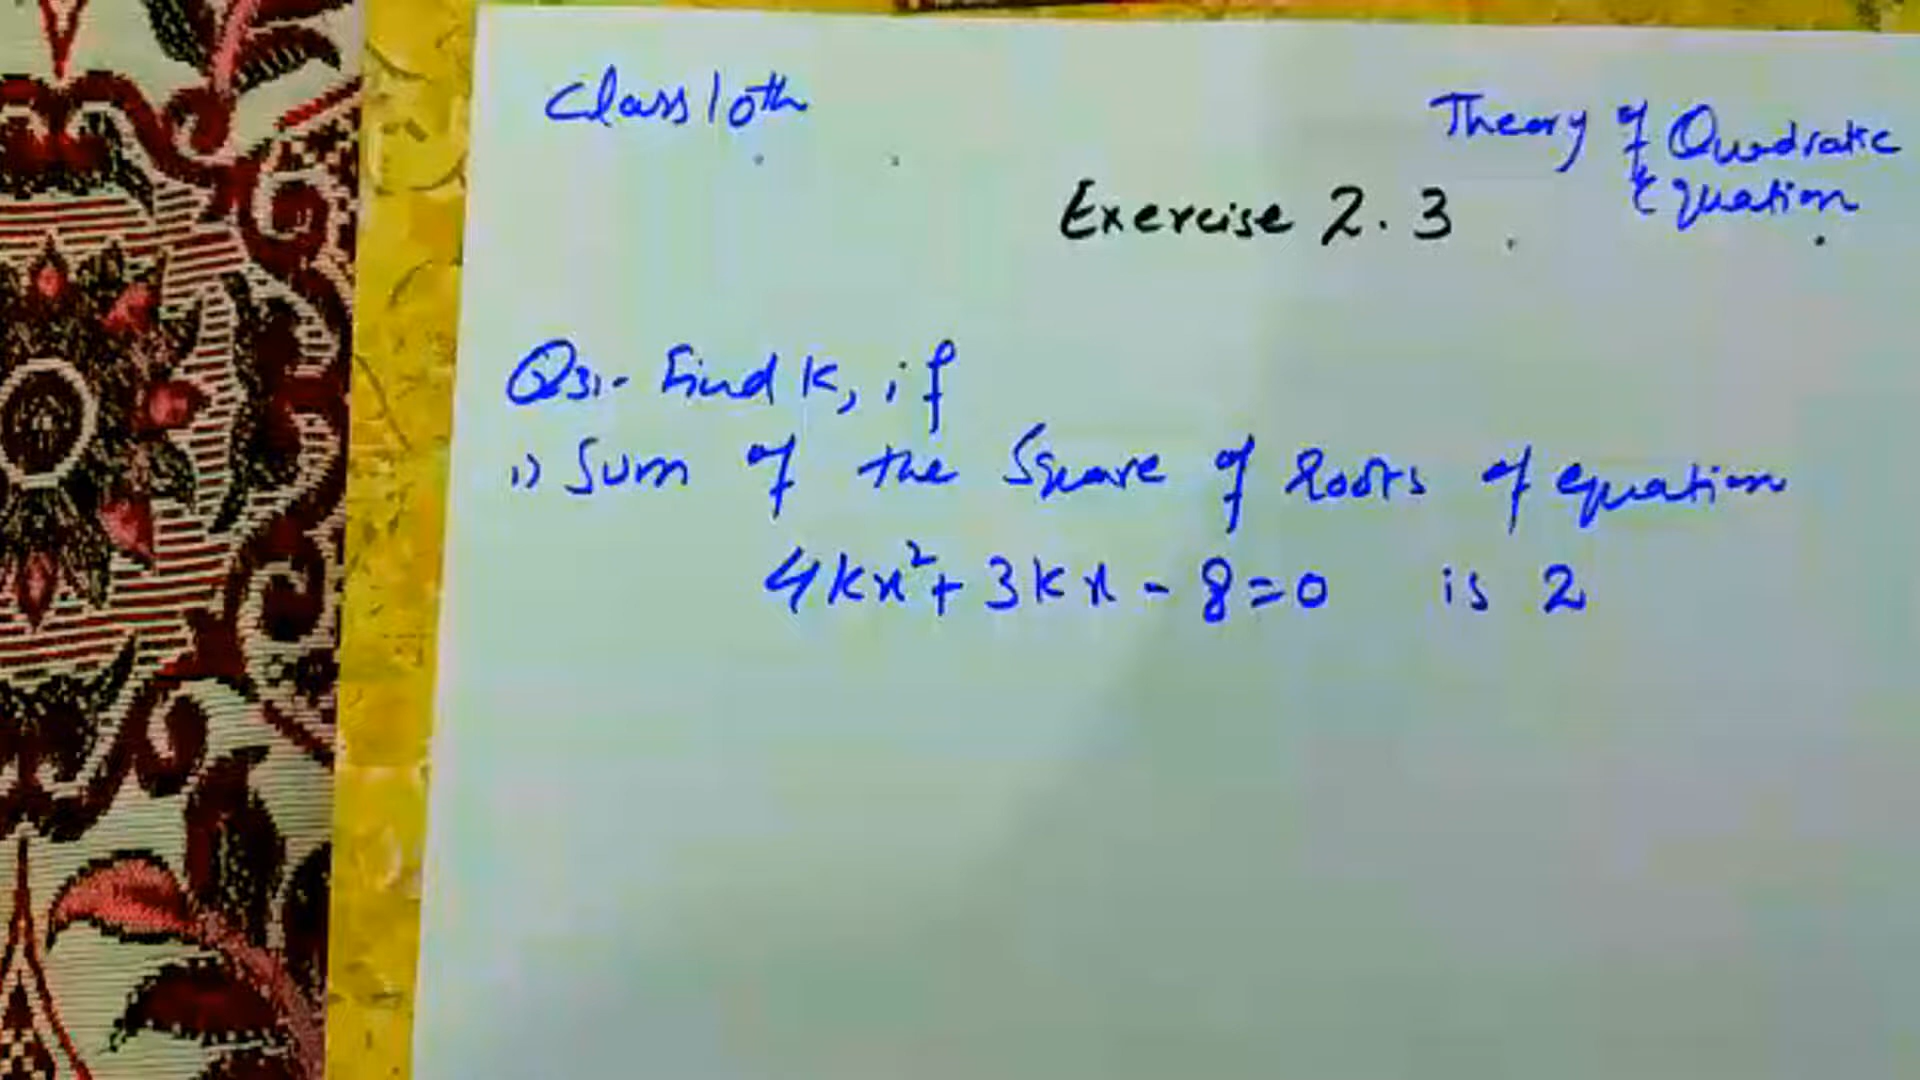 Class 10th
Theory of Quadratic
Equation
Exercise 2.3
Q3:- Find k, if
i) Sum of the Square of Roots of equation
4kx²+3kx-8=0 is 2